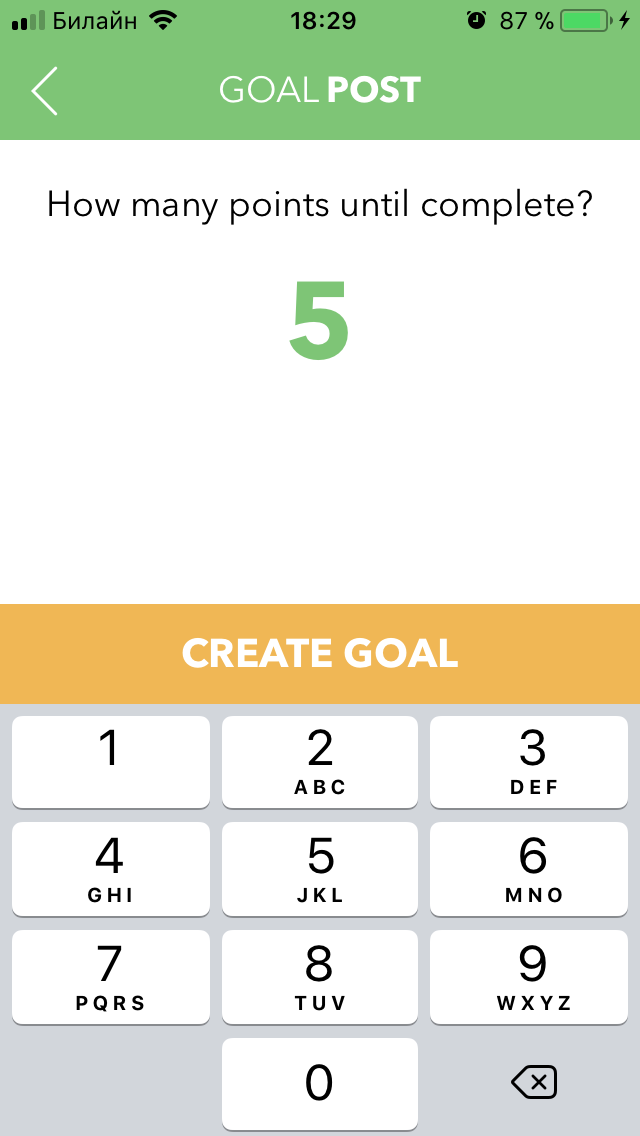 Билайн 18:29 87 %
GOAL POST
How many points until complete?
5
CREATE GOAL
1 2 3
ABC DEF
4 5 6
GHI JKL MNO
7 8 9
PQRS TUV WXYZ
0